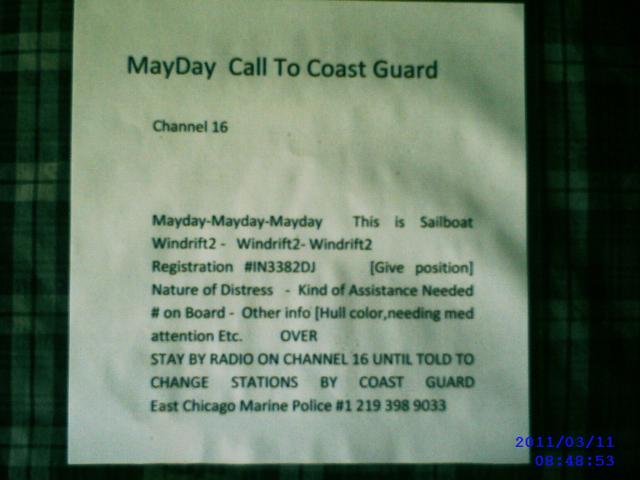 MayDay Call To Coast Guard
Channel 16
Mayday-Mayday-Mayday This is Sailboat
Windrift2 - Windrift2- Windrift2
Registration #IN3382DJ [Give position]
Nature of Distress - Kind of Assistance Needed
# on Board - Other info [Hull color,needing med
attention Etc. OVER
STAY BY RADIO ON CHANNEL 16 UNTIL TOLD TO
CHANGE STATIONS BY COAST GUARD
East Chicago Marine Police #1 219 398 9033
2011/03/11
08:48:53